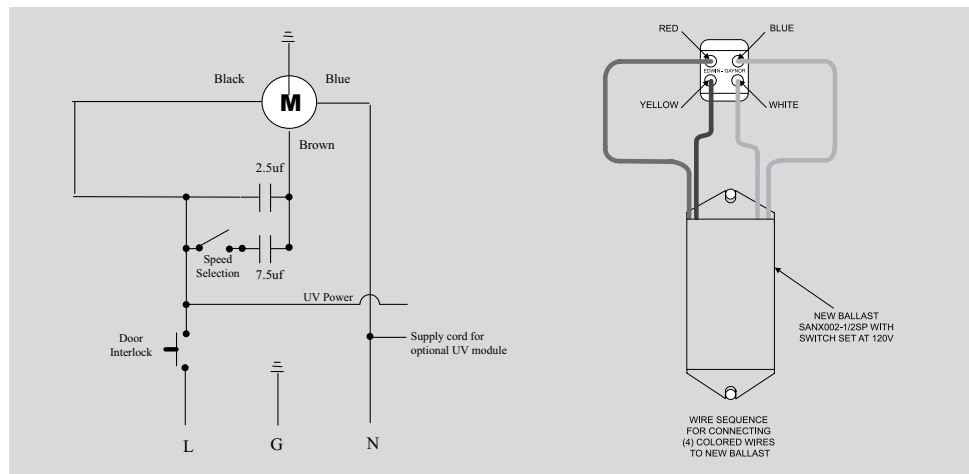 Black
Blue
M
Brown
2.5uf
Speed
Selection
7.5uf
UV Power
Door
Interlock
Supply cord for
optional UV module
L
G
N
RED
BLUE
EDWIN - GAYNOR
YELLOW
WHITE
NEW BALLAST
SANX002-1/2SP WITH
SWITCH SET AT 120V
WIRE SEQUENCE
FOR CONNECTING
(4) COLORED WIRES
TO NEW BALLAST